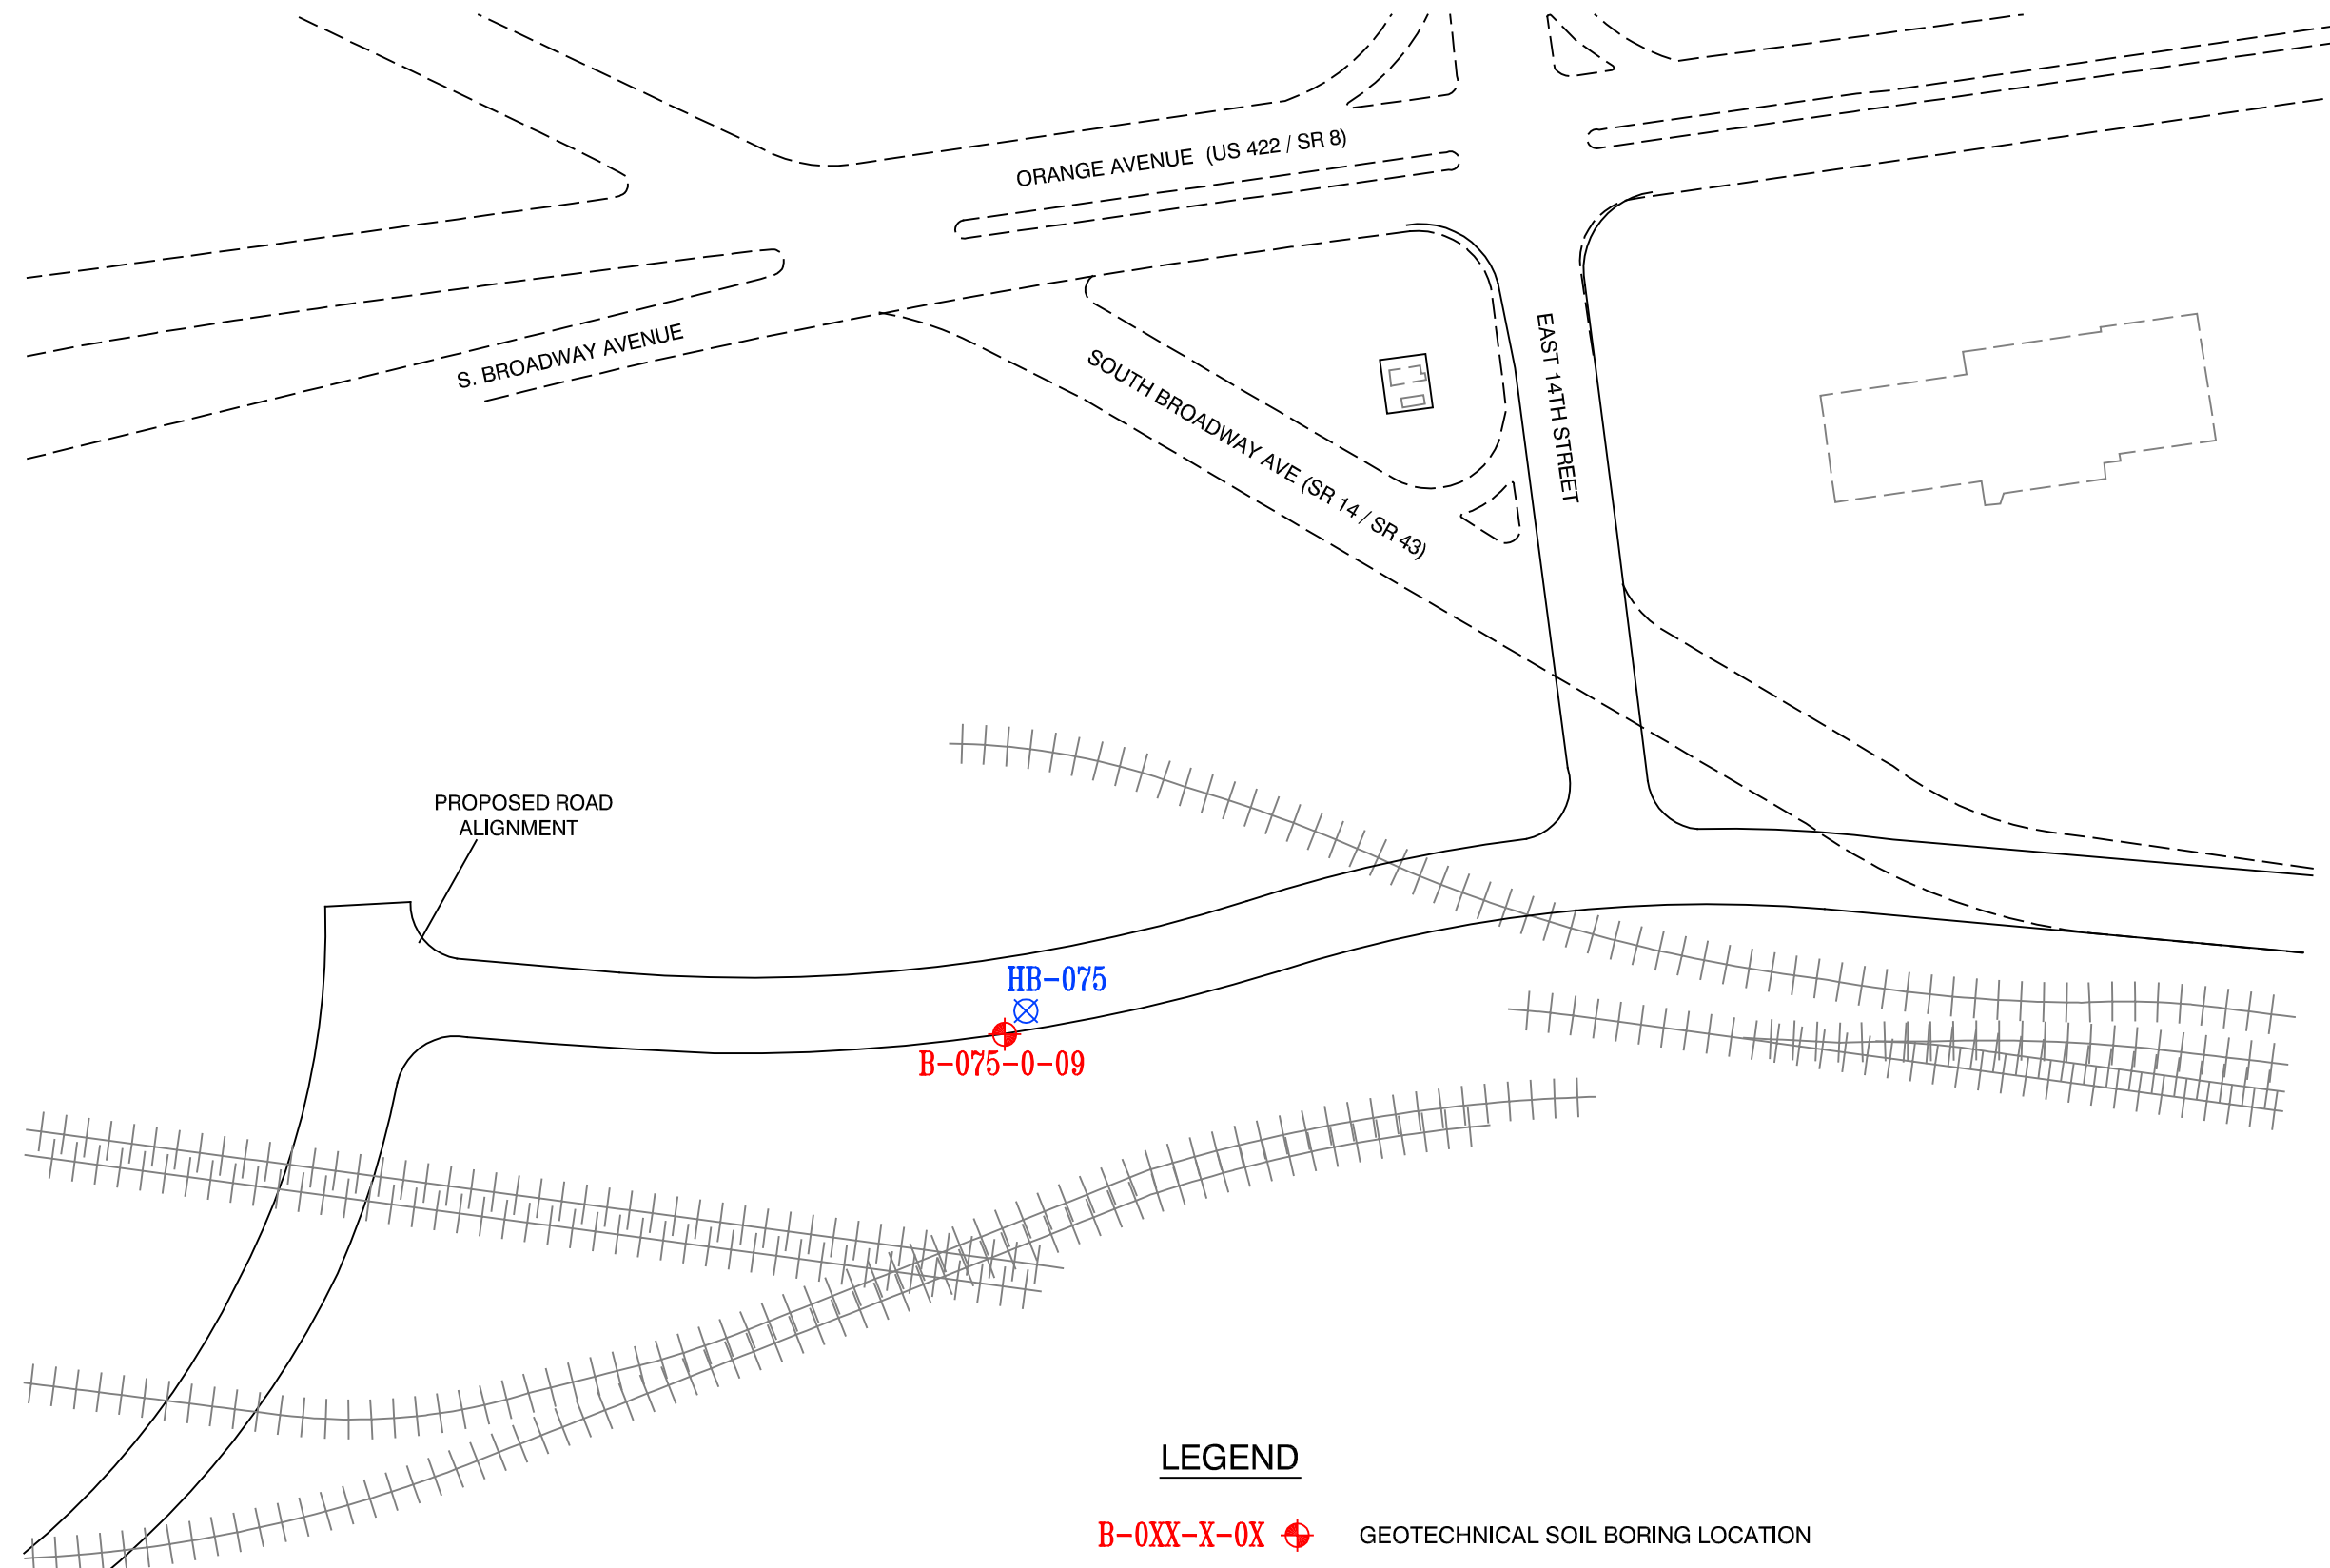 ORANGE AVENUE (US 422 / SR 8)
S. BROADWAY AVENUE
SOUTH BROADWAY AVE (SR 14 / SR 43)
EAST 14TH STREET
PROPOSED ROAD
ALIGNMENT
HB-075
B-075-0-09
LEGEND
B-0XX-X-0X GEOTECHNICAL SOIL BORING LOCATION